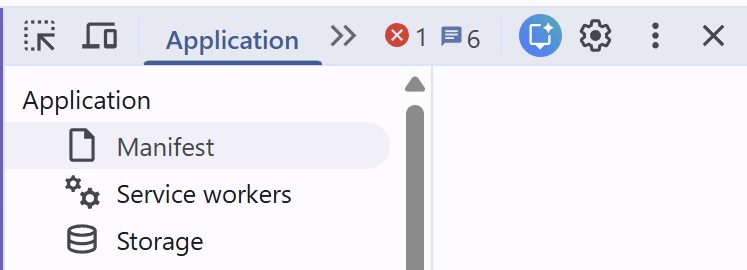 Application 1 6
Application
Manifest
Service workers
Storage